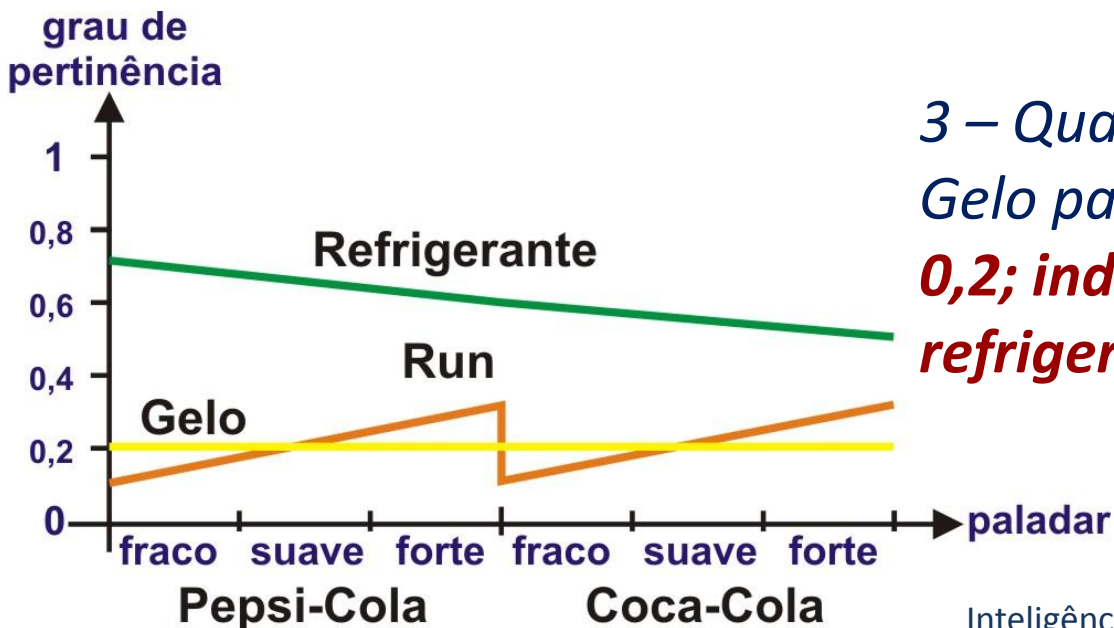 grau de
pertinência
1
0,8
0,6
0,4
0,2
0
Refrigerante
Run
Gelo
paladar
fraco suave forte fraco suave forte
Pepsi-Cola Coca-Cola
3 – Qua
Gelo pa
0,2; ind
refriger
Inteligênc